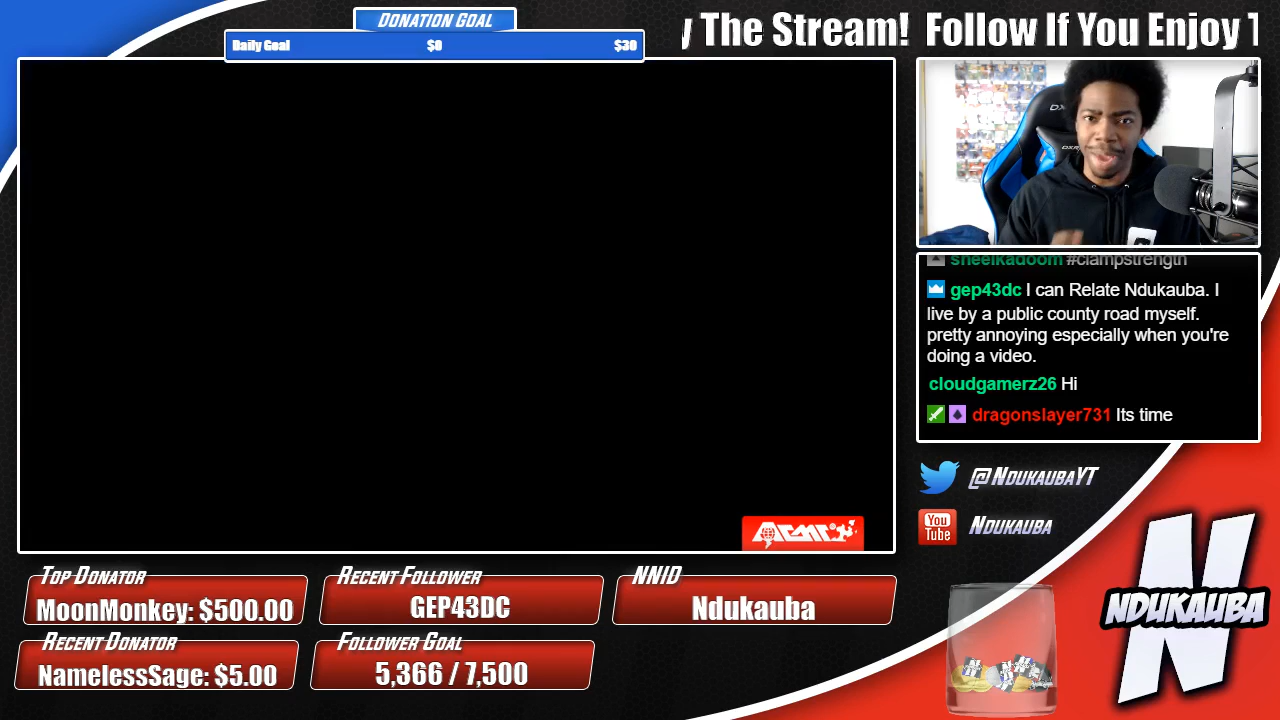 DONATION GOAL
Daily Goal $0 $30
The Stream! Follow If You Enjoy
sheelkadoom #clampstrength
gep43dc I can Relate Ndukauba. I
live by a public county road myself.
pretty annoying especially when you're
doing a video.
cloudgamerz26 Hi
dragonslayer731 Its time
@NdukaubaYT
You
Tube
Ndukauba
Top Donator
MoonMonkey: $500.00
Recent Follower
GEP43DC
NNID
Ndukauba
Recent Donator
NamelessSage: $5.00
Follower Goal
5,366 / 7,500
N
NDUKAUBA